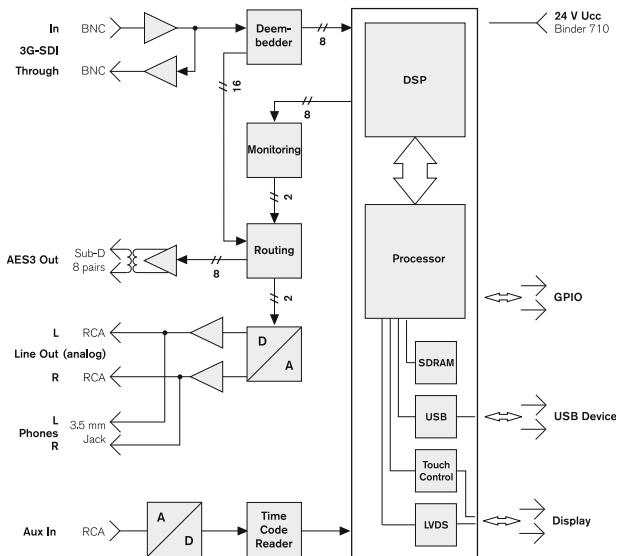 In BNC
3G-SDI
Through BNC
Deem-
bedder
8
16
DSP
24 V Ucc
Binder 710
8
Monitoring
2
Routing
AES3 Out
Sub-D
8 pairs
8
2
Processor
GPIO
L RCA
Line Out (analog)
R RCA
D
A
SDRAM
L
Phones
R
3.5 mm
Jack
USB
USB Device
Touch
Control
Aux In RCA
A
D
Time
Code
Reader
LVDS
Display